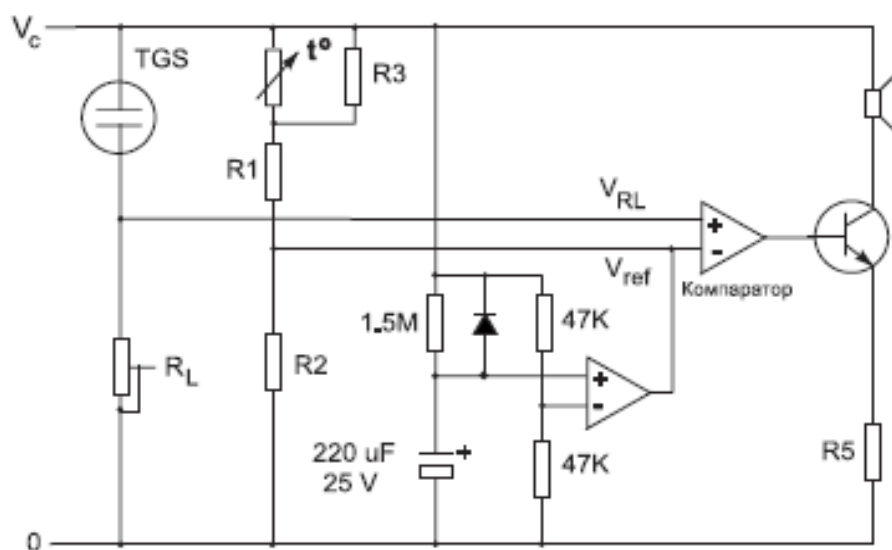 Vc
TGS
t°
R3
R1
VRL
+
-
Vref
Компаратор
1.5M
47K
RL
R2
+
-
220 uF
25 V
+
47K
R5
0